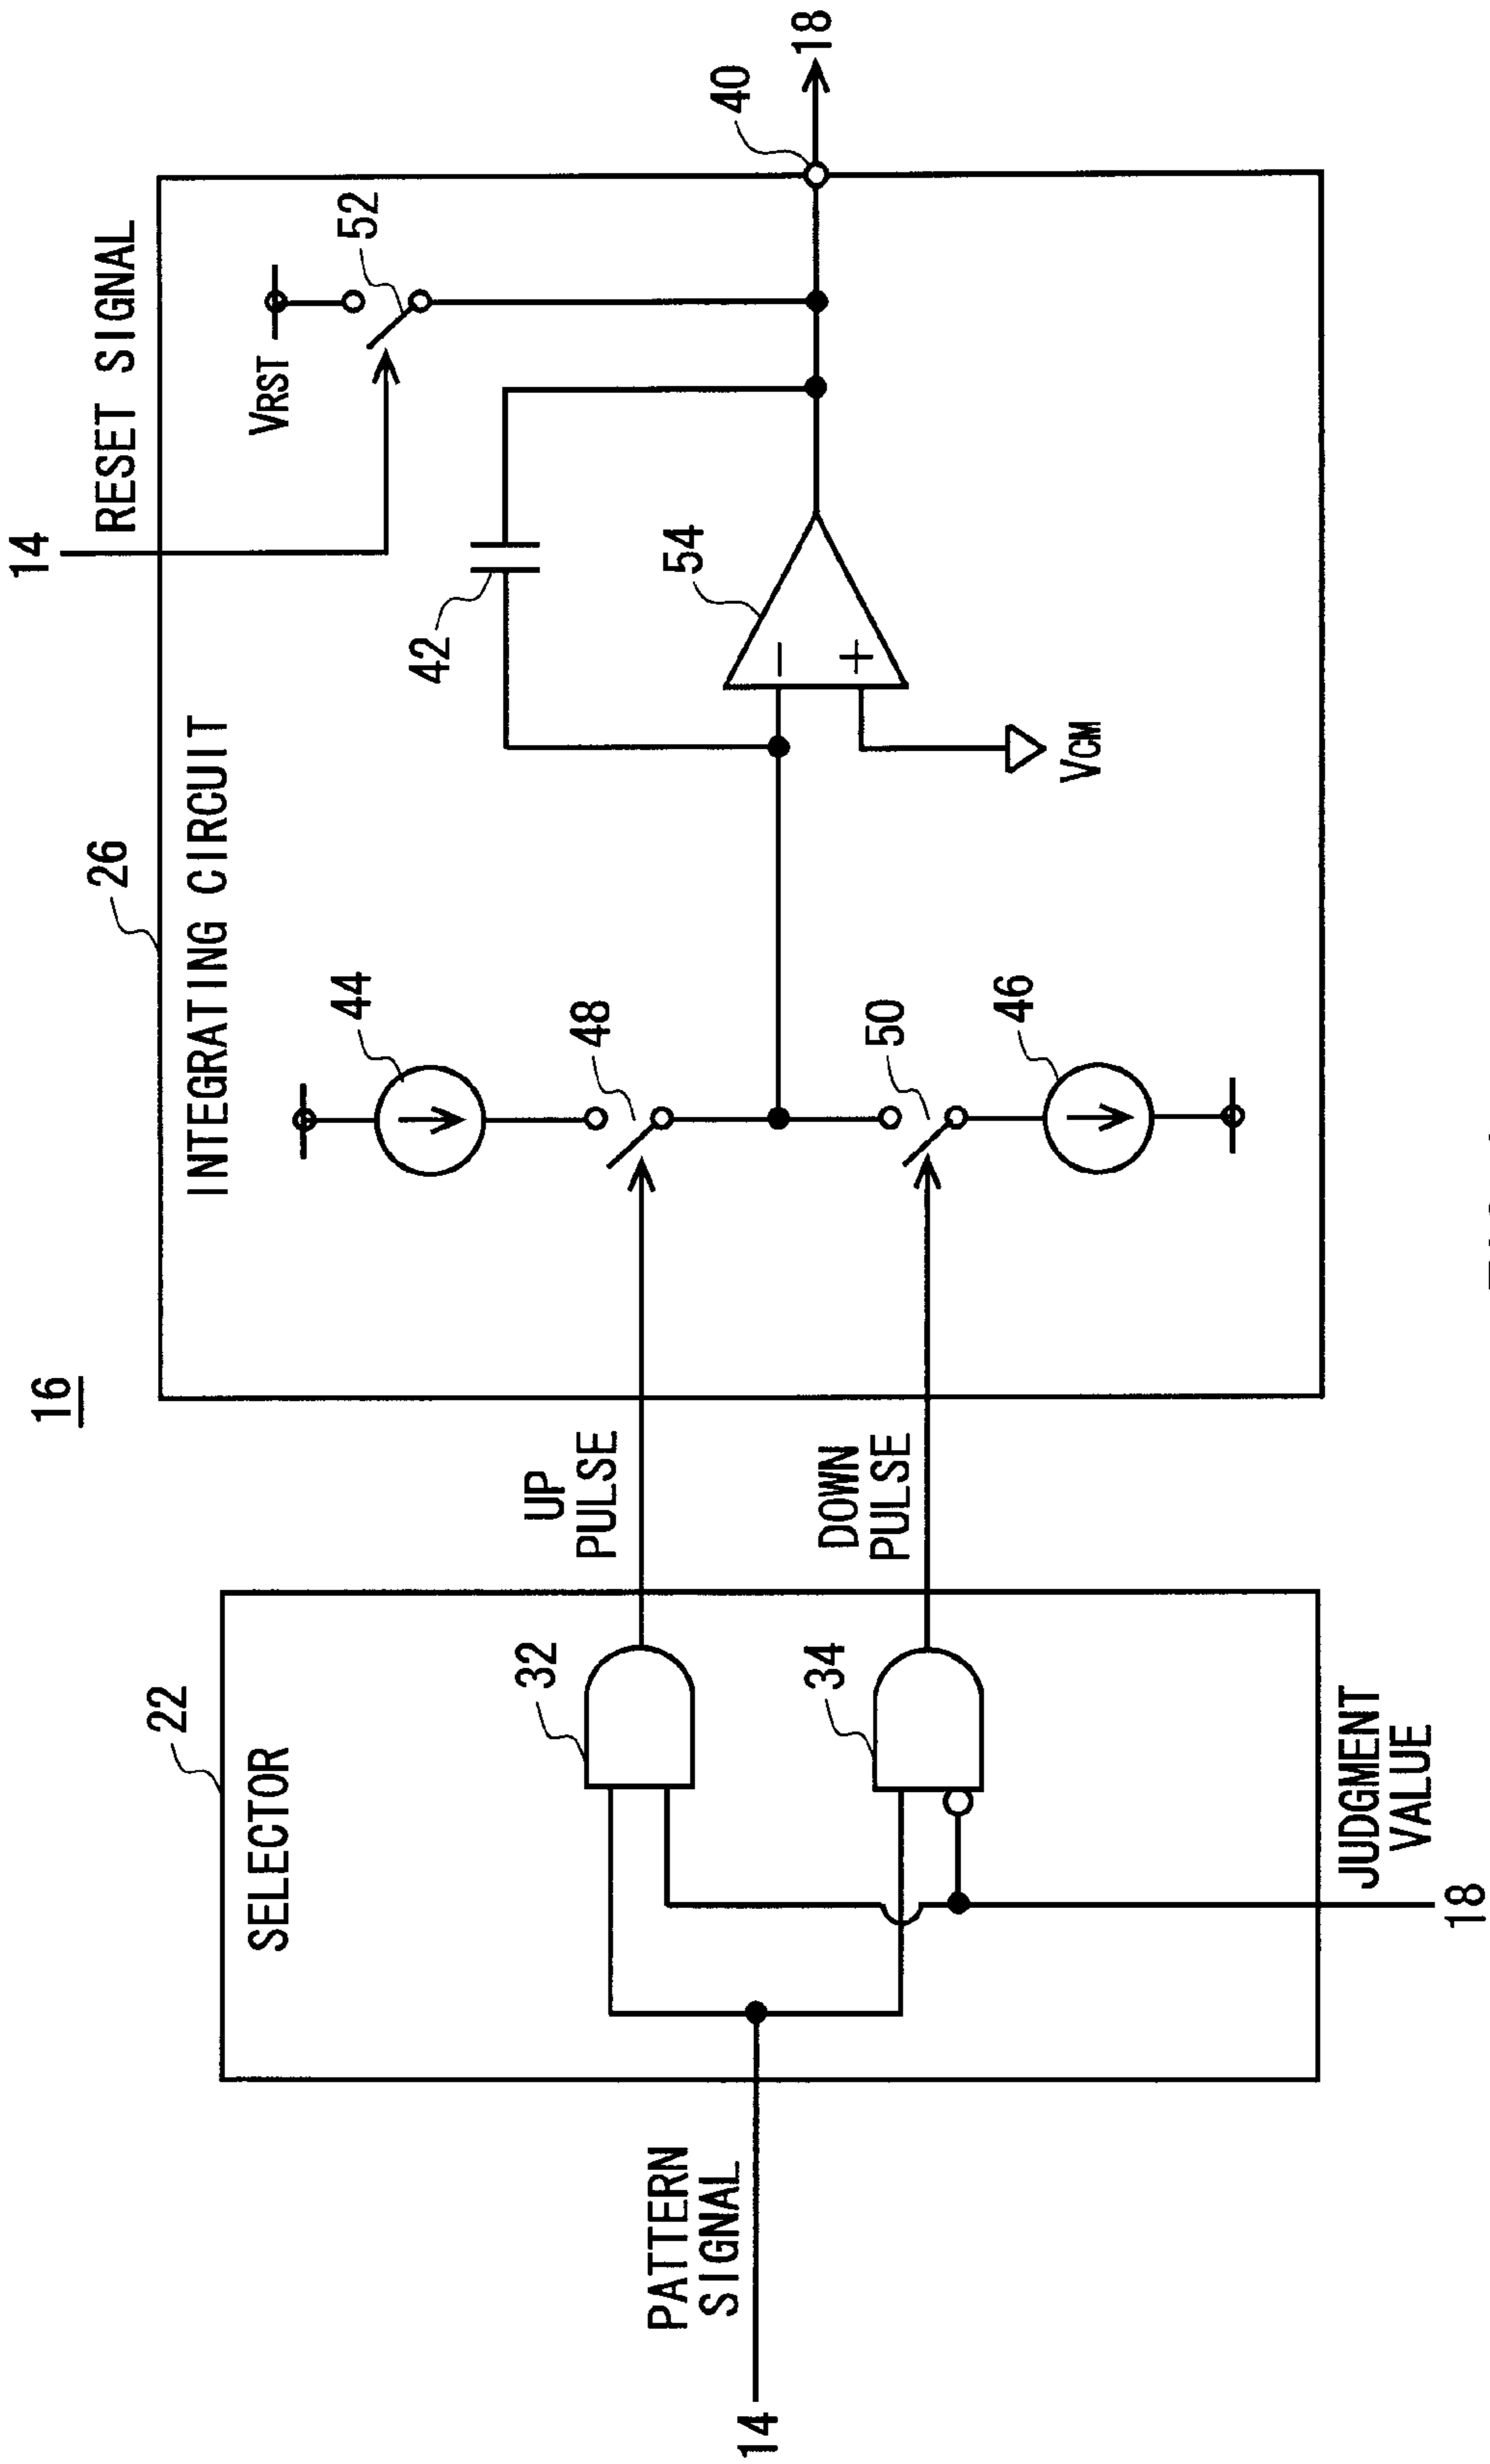 16
14
RESET SIGNAL
26
INTEGRATING CIRCUIT
22
SELECTOR
PATTERN
SIGNAL
14
32
34
UP
PULSE
DOWN
PULSE
JUDGMENT
VALUE
18
44
48
50
46
42
54
−
+
VCM
VRST
52
40
18